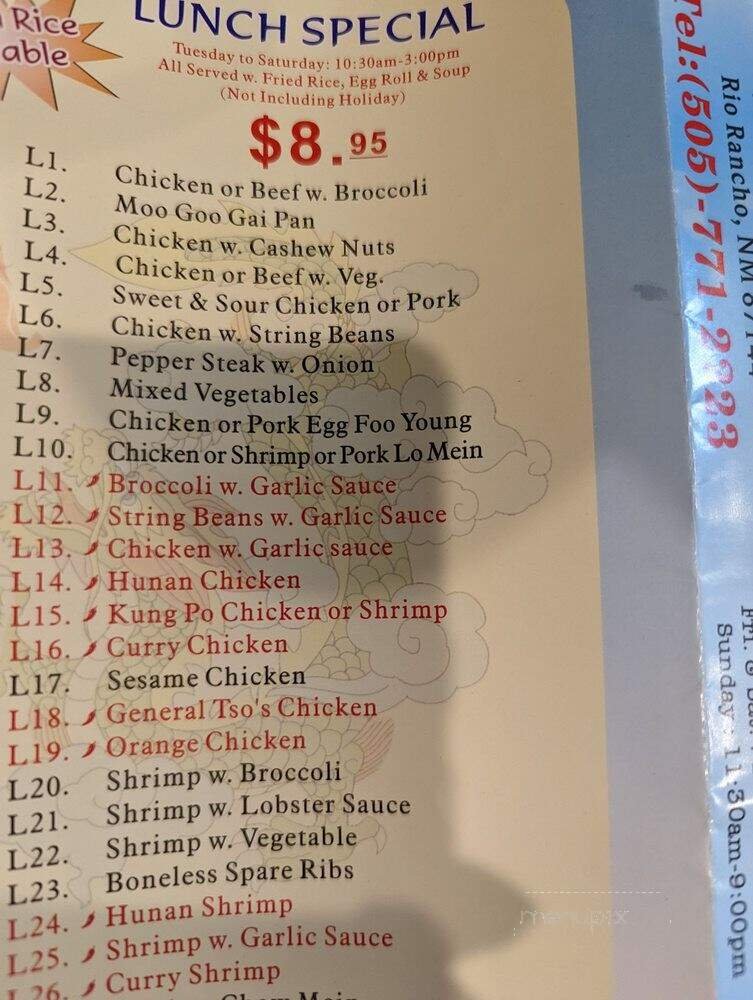 Rice
able
LUNCH SPECIAL
Tuesday to Saturday: 10:30am-3:00pm
All Served w. Fried Rice, Egg Roll & Soup
(Not Including Holiday)
$8.95
L1. Chicken or Beef w. Broccoli
L2. Moo Goo Gai Pan
L3. Chicken w. Cashew Nuts
L4. Chicken or Beef w. Veg.
L5. Sweet & Sour Chicken or Pork
L6. Chicken w. String Beans
L7. Pepper Steak w. Onion
L8. Mixed Vegetables
L9. Chicken or Pork Egg Foo Young
L10. Chicken or Shrimp or Pork Lo Mein
L11. Broccoli w. Garlic Sauce
L12. String Beans w. Garlic Sauce
L13. Chicken w. Garlic sauce
L14. Hunan Chicken
L15. Kung Po Chicken or Shrimp
L16. Curry Chicken
L17. Sesame Chicken
L18. General Tso's Chicken
L19. Orange Chicken
L20. Shrimp w. Broccoli
L21. Shrimp w. Lobster Sauce
L22. Shrimp w. Vegetable
L23. Boneless Spare Ribs
L24. Hunan Shrimp
L25. Shrimp w. Garlic Sauce
L26. Curry Shrimp
Rio Rancho, NM
Tel:(505)-771-2823
Sunday: 11:30am-9:00pm
menupix